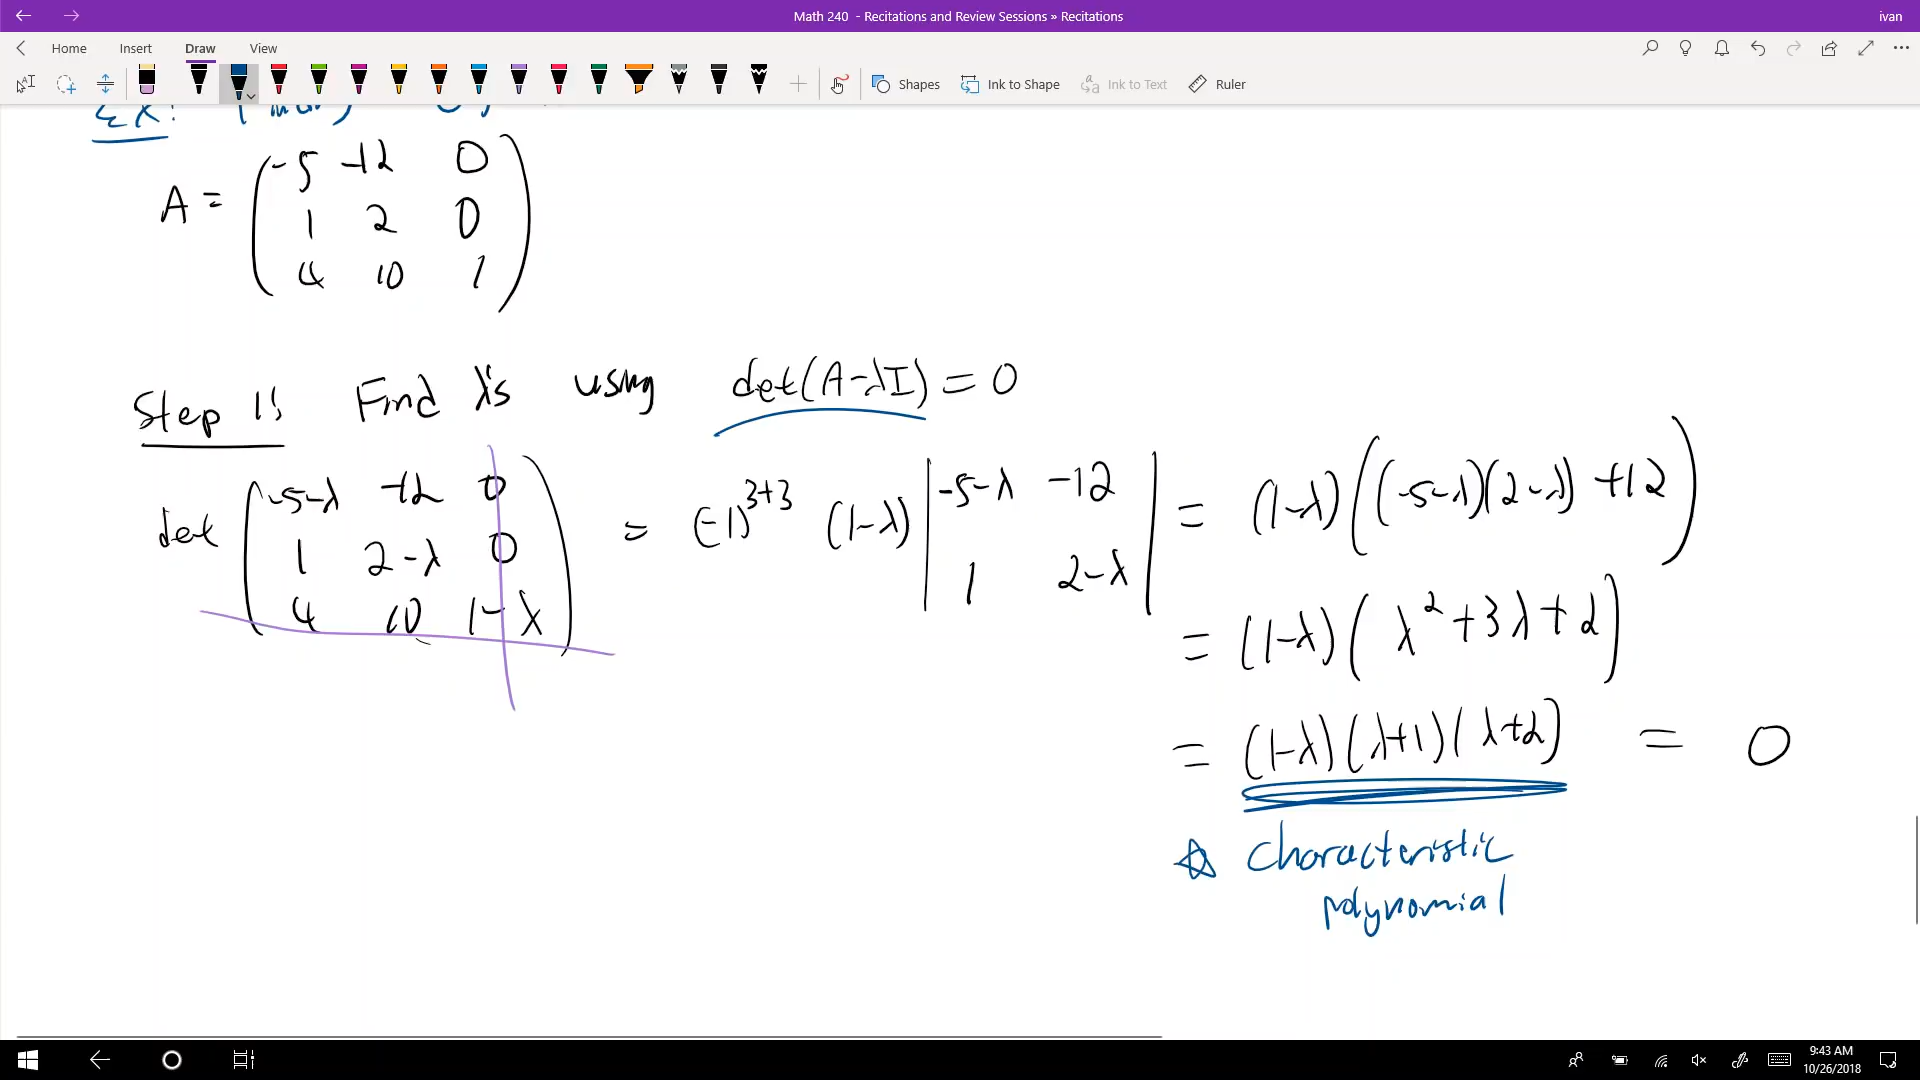 Math 240 - Recitations and Review Sessions » Recitations
ivan
Home Insert Draw View
Shapes Ink to Shape Ink to Text Ruler
Ex:
A = (-5 -12 0
1 2 0
4 10 1)
Step 1: Find λ's using det(A-λI) = 0
det (-5-λ -12 0
1 2-λ 0
4 10 1-λ) = (-1)^3+3 (1-λ) |-5-λ -12
1 2-λ| = (1-λ)((-5-λ)(2-λ) +12)
= (1-λ)(λ²+3λ+2)
= (1-λ)(λ+1)(λ+2) = 0
☆ Characteristic
polynomial
9:43 AM
10/26/2018